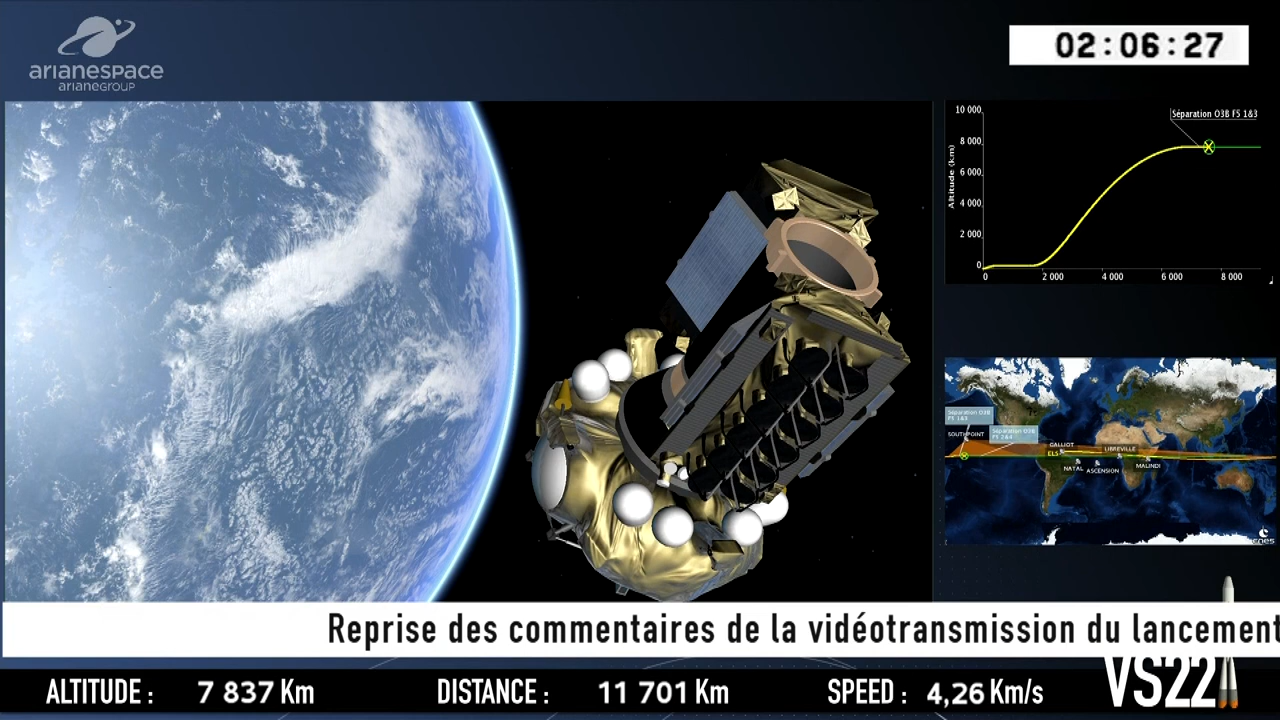 arianespace
arianeGROUP
02:06:27
Séparation O3B F5 1&3
Altitude (km)
10 000
8 000
6 000
4 000
2 000
0
0 2 000 4 000 6 000 8 000
Séparation O3B
F5 1&3
SOUTHPOINT
Séparation O3B
F5 2&4
GALLIOT
ELS
LIBREVILLE
NATAL
ASCENSION
MALINDI
cnes
Reprise des commentaires de la vidéotransmission du lancement
VS22
ALTITUDE : 7 837 Km DISTANCE : 11 701 Km SPEED : 4,26 Km/s